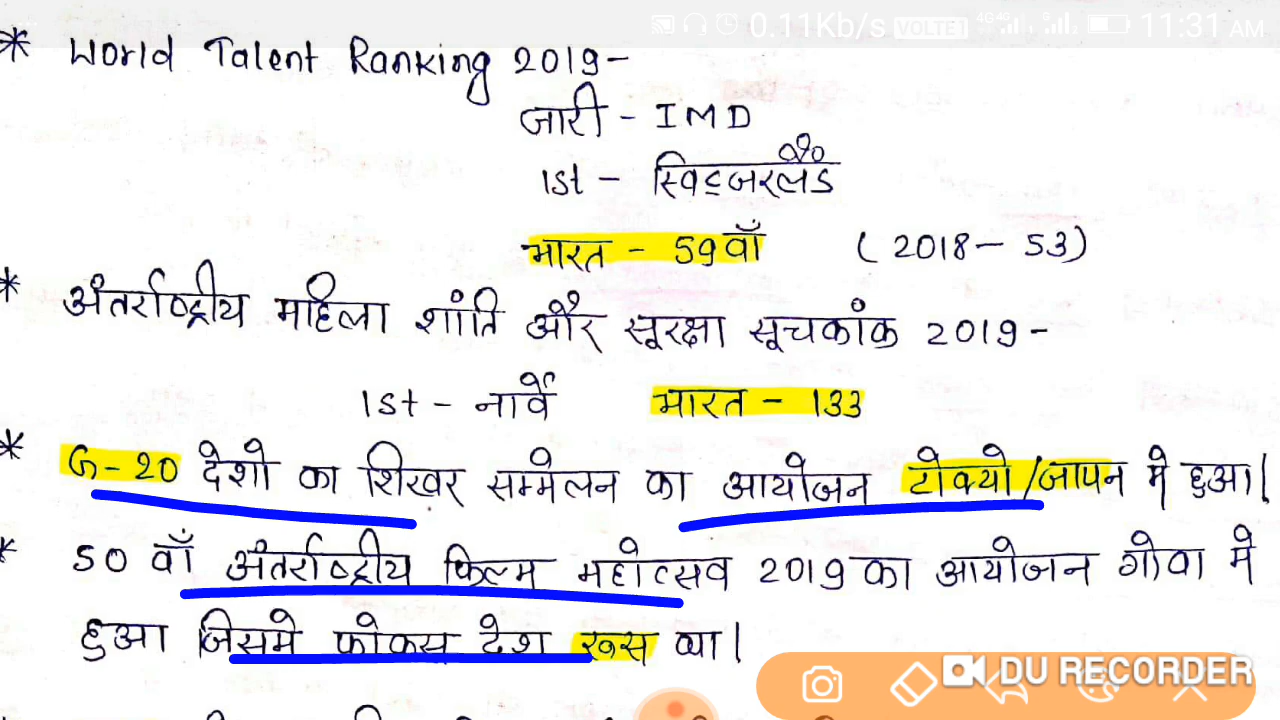 0.11Kb/s VOLTE1 4G 11:31 AM
* World Talent Ranking 2019-
जारी - IMD
1st - स्विट्जरलैंड
भारत - 59वाँ (2018- 53)
* अंतर्राष्ट्रीय महिला शांति और सूरक्षा सूचकांक 2019-
1st - नार्वे भारत - 133
* G-20 देशो का शिखर सम्मेलन का आयोजन टोक्यो/जापन मे हुआ।
* 50 वाँ अंतर्राष्ट्रीय फिल्म महोत्सव 2019 का आयोजन गोवा मे
हुआ जिसमे फोकस देश रूस था।
DU RECORDER